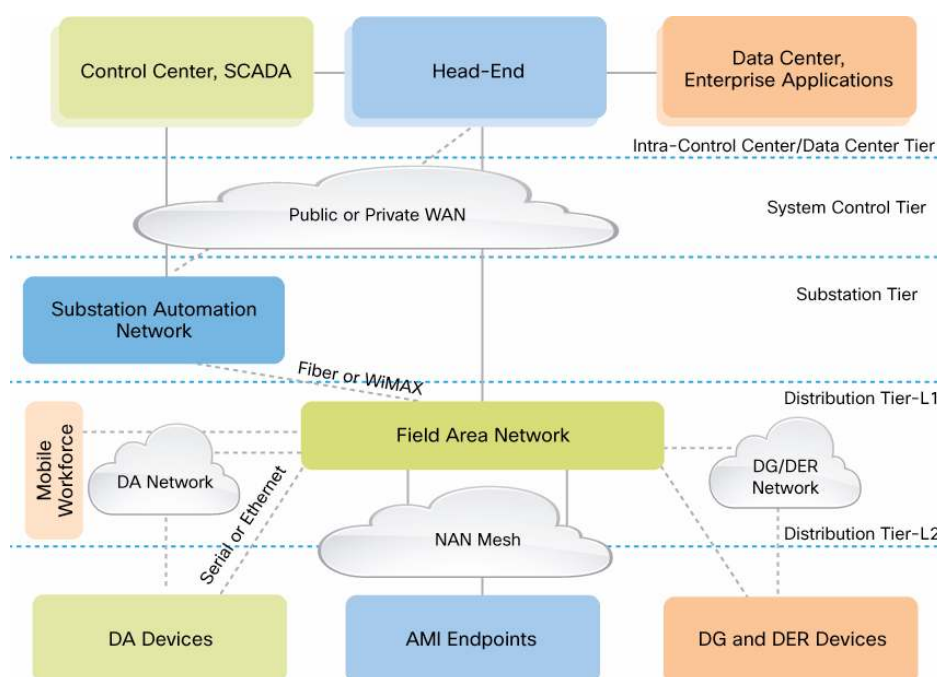 Control Center, SCADA
Head-End
Data Center,
Enterprise Applications
Intra-Control Center/Data Center Tier
Public or Private WAN
System Control Tier
Substation Automation
Network
Substation Tier
Fiber or WiMAX
Distribution Tier-L1
Mobile
Workforce
DA Network
Field Area Network
DG/DER
Network
Serial or Ethernet
NAN Mesh
Distribution Tier-L2
DA Devices
AMI Endpoints
DG and DER Devices